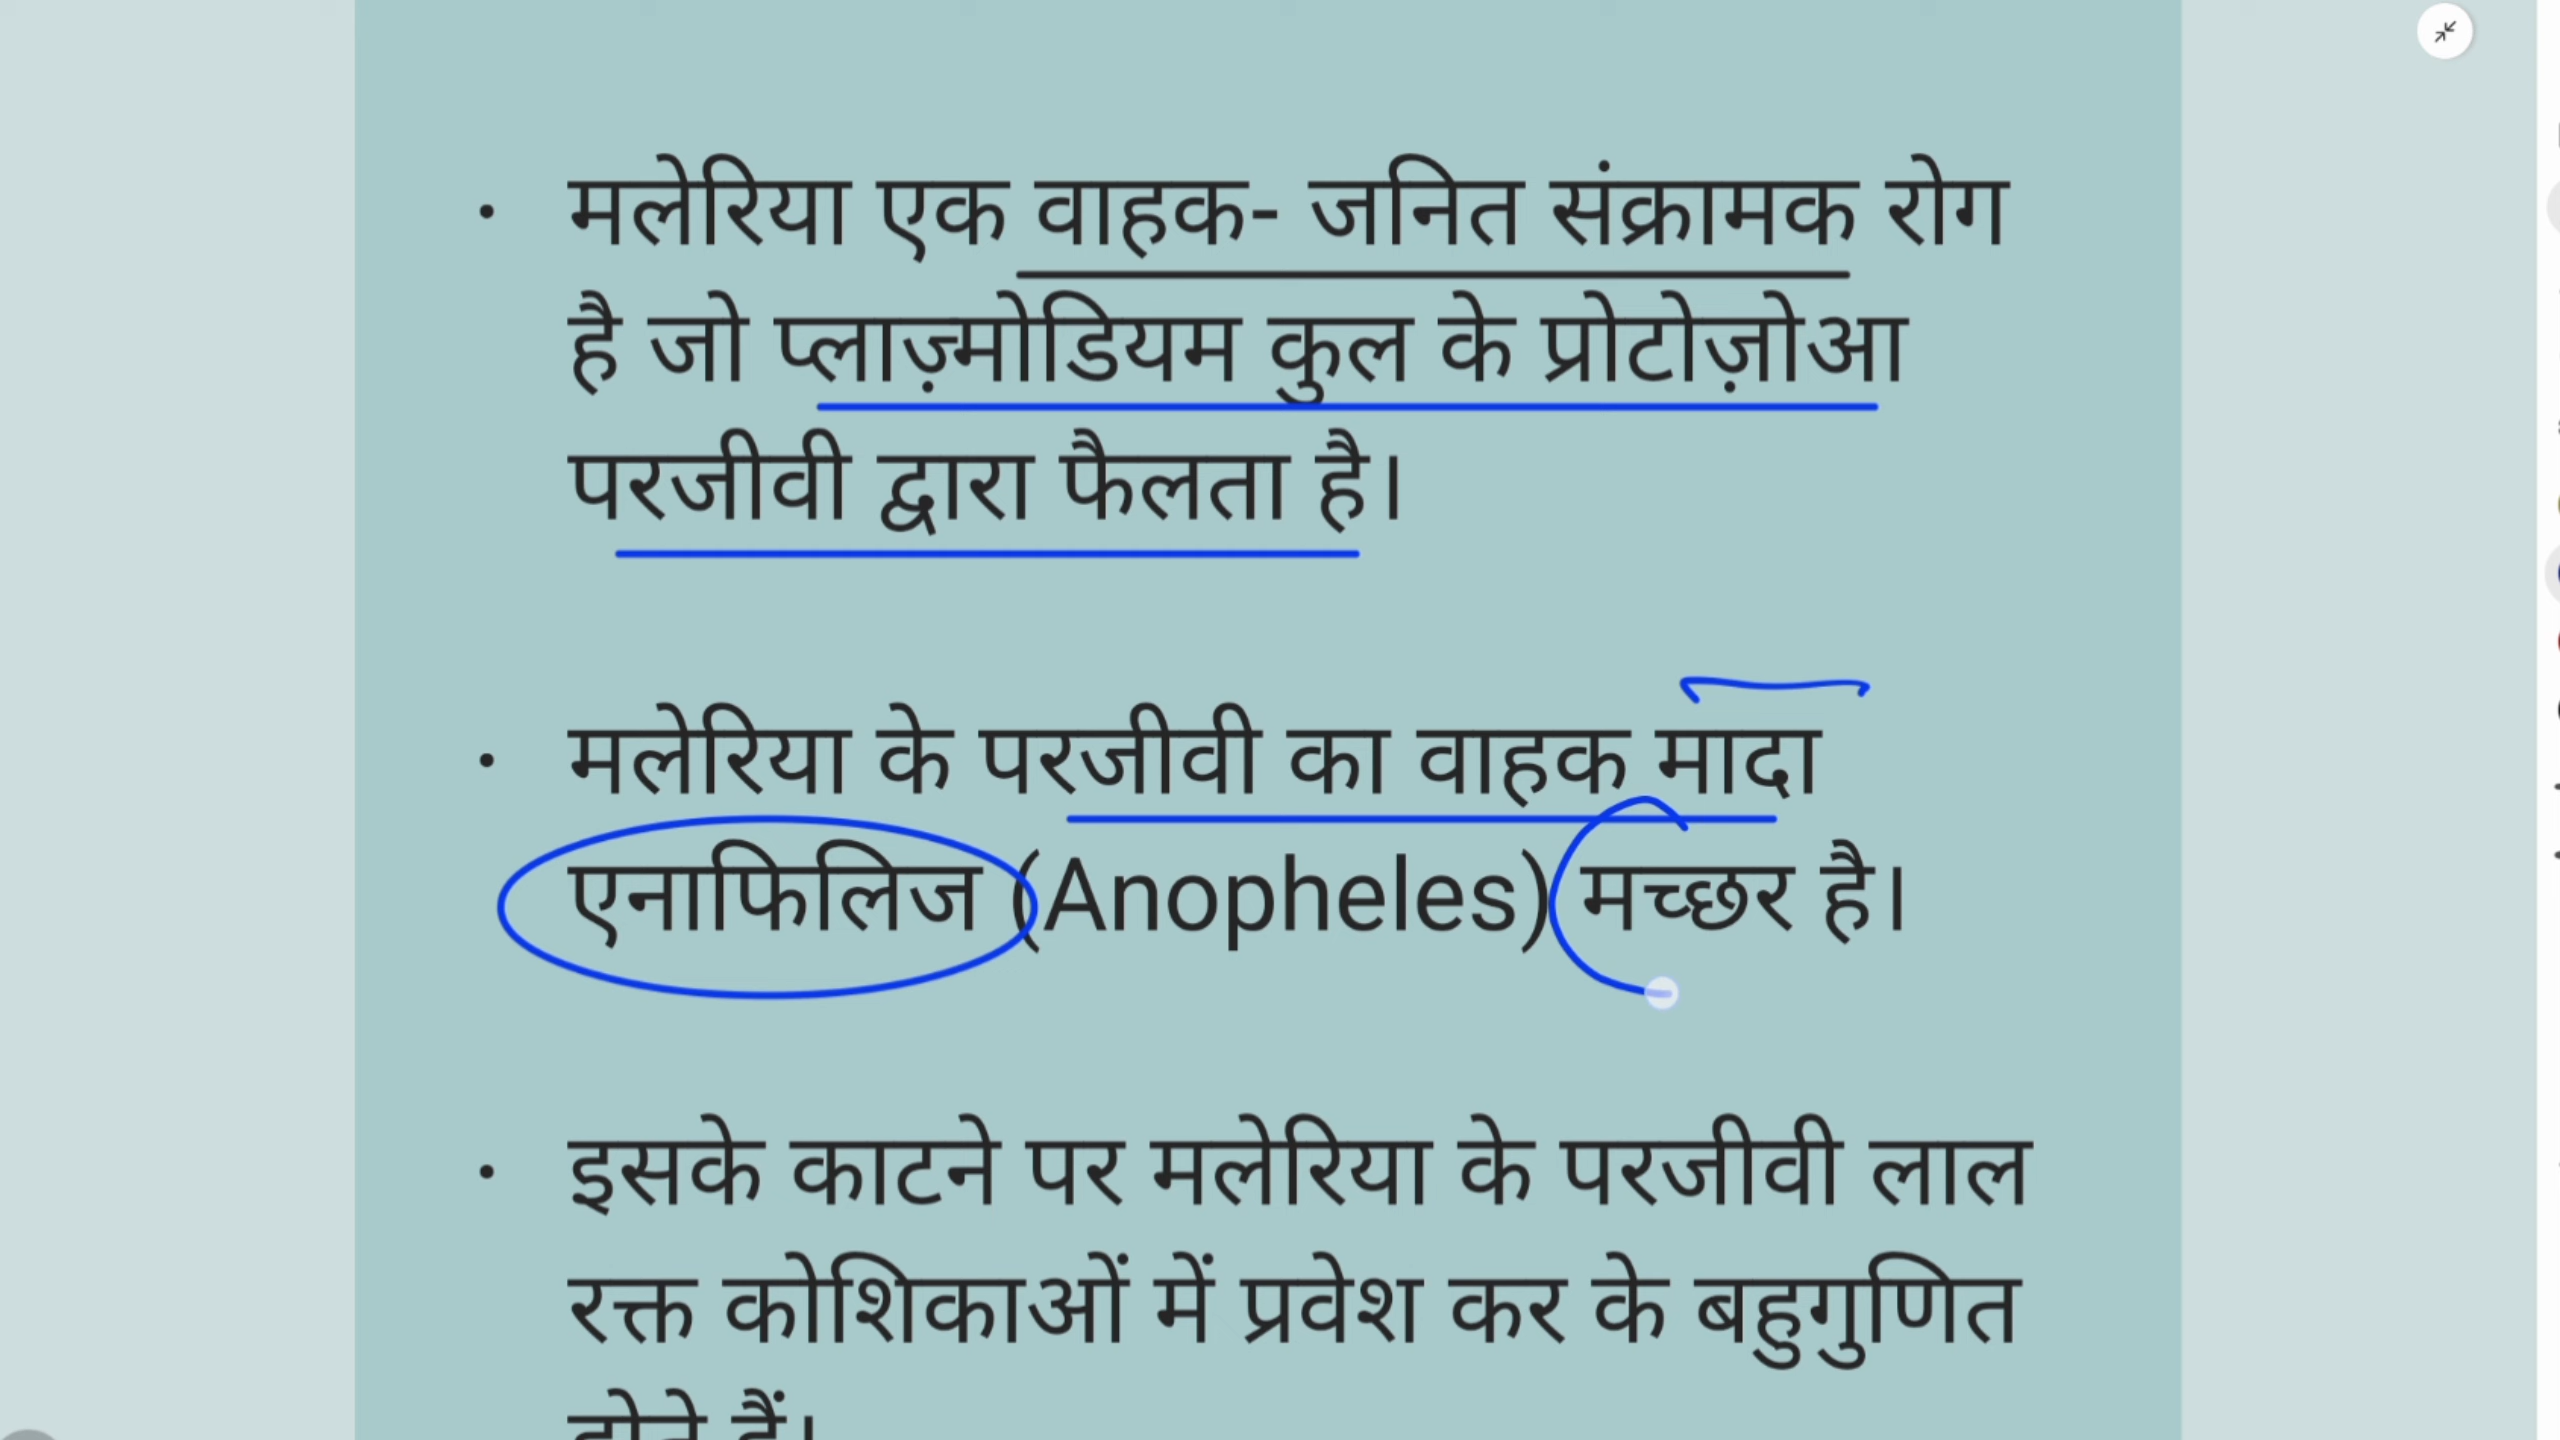 • मलेरिया एक वाहक- जनित संक्रामक रोग
है जो प्लाज़्मोडियम कुल के प्रोटोज़ोआ
परजीवी द्वारा फैलता है।
• मलेरिया के परजीवी का वाहक मादा
एनाफिलिज (Anopheles) मच्छर है।
• इसके काटने पर मलेरिया के परजीवी लाल
रक्त कोशिकाओं में प्रवेश कर के बहुगुणित
होते हैं।